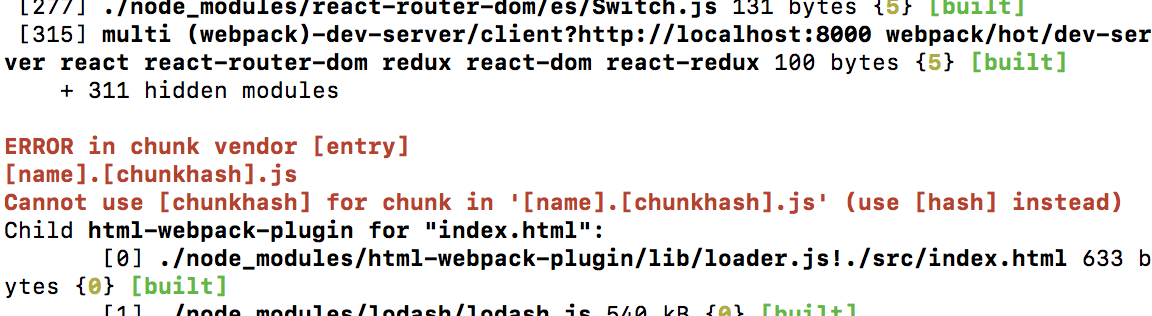 [277] ./node_modules/react-router-dom/es/Switch.js 131 bytes {5} [built]
[315] multi (webpack)-dev-server/client?http://localhost:8000 webpack/hot/dev-ser
ver react react-router-dom redux react-dom react-redux 100 bytes {5} [built]
+ 311 hidden modules
ERROR in chunk vendor [entry]
[name].[chunkhash].js
Cannot use [chunkhash] for chunk in '[name].[chunkhash].js' (use [hash] instead)
Child html-webpack-plugin for "index.html":
[0] ./node_modules/html-webpack-plugin/lib/loader.js!./src/index.html 633 b
ytes {0} [built]
[1] ./node_modules/lodash/lodash.js 540 kB {0} [built]